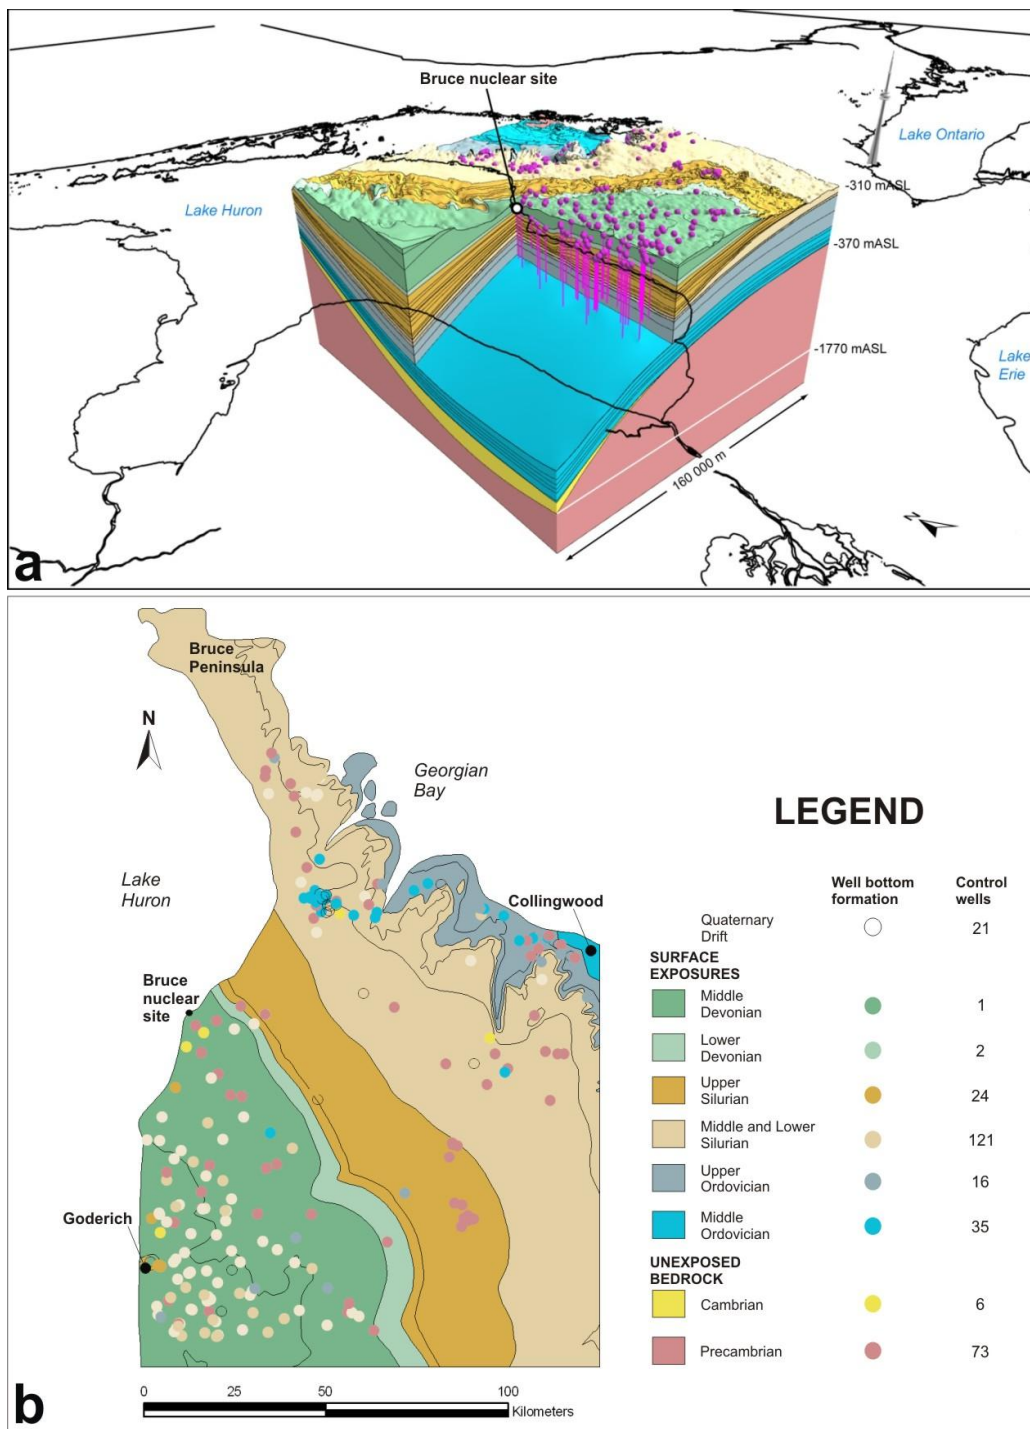 Bruce nuclear site
Lake Ontario
-310 mASL
Lake Huron
-370 mASL
-1770 mASL
Lake
Erie
160 000 m
N
a
Bruce
Peninsula
N
Georgian
Bay
LEGEND
Lake
Huron
Well bottom
formation
Control
wells
Collingwood
Quaternary
Drift
21
SURFACE
EXPOSURES
Bruce
nuclear
site
Middle
Devonian
1
Lower
Devonian
2
Upper
Silurian
24
Middle and Lower
Silurian
121
Upper
Ordovician
16
Goderich
Middle
Ordovician
35
UNEXPOSED
BEDROCK
Cambrian
6
Precambrian
73
0 25 50 100
Kilometers
b